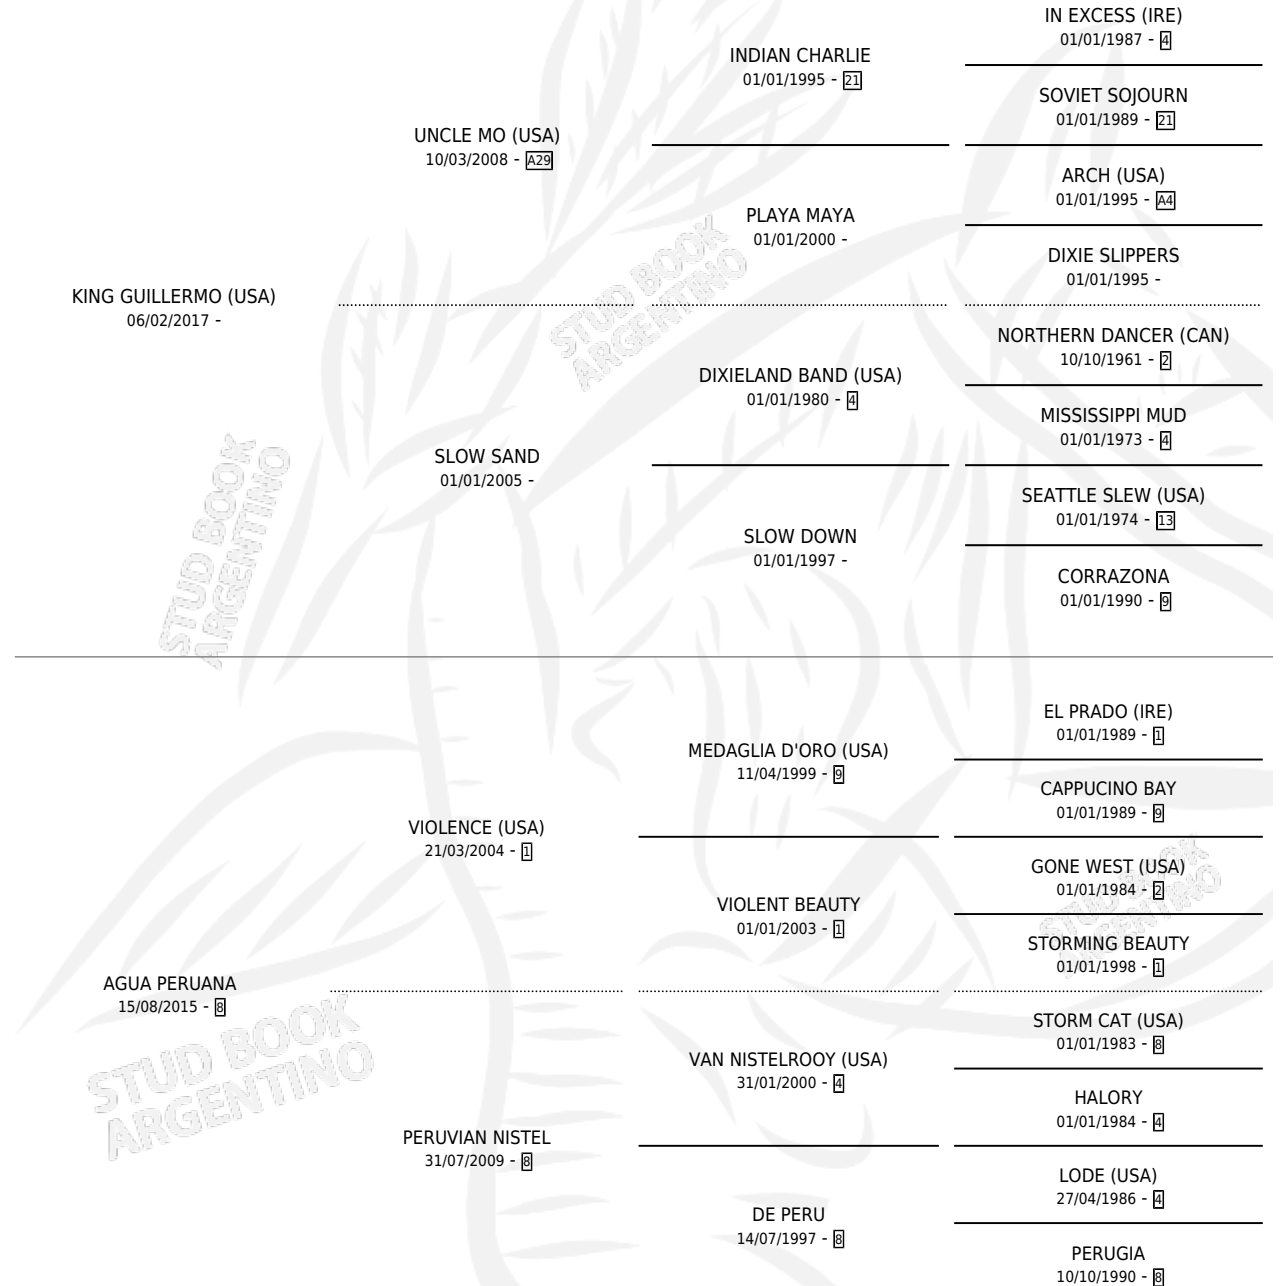 IN EXCESS (IRE)
01/01/1987 - 4
INDIAN CHARLIE
01/01/1995 - 21
SOVIET SOJOURN
01/01/1989 - 21
UNCLE MO (USA)
10/03/2008 - A29
ARCH (USA)
01/01/1995 - A4
PLAYA MAYA
01/01/2000 -
DIXIE SLIPPERS
01/01/1995 -
KING GUILLERMO (USA)
06/02/2017 -
NORTHERN DANCER (CAN)
10/10/1961 - 2
DIXIELAND BAND (USA)
01/01/1980 - 4
MISSISSIPPI MUD
01/01/1973 - 4
SLOW SAND
01/01/2005 -
SEATTLE SLEW (USA)
01/01/1974 - 13
SLOW DOWN
01/01/1997 -
CORRAZONA
01/01/1990 - 9
EL PRADO (IRE)
01/01/1989 - 1
MEDAGLIA D'ORO (USA)
11/04/1999 - 9
CAPPUCINO BAY
01/01/1989 - 9
VIOLENCE (USA)
21/03/2004 - 1
GONE WEST (USA)
01/01/1984 - 2
VIOLENT BEAUTY
01/01/2003 - 1
STORMING BEAUTY
01/01/1998 - 1
AGUA PERUANA
15/08/2015 - 8
STORM CAT (USA)
01/01/1983 - 8
VAN NISTELROOY (USA)
31/01/2000 - 4
HALORY
01/01/1984 - 4
PERUVIAN NISTEL
31/07/2009 - 8
LODE (USA)
27/04/1986 - 4
DE PERU
14/07/1997 - 8
PERUGIA
10/10/1990 - 8
STUD BOOK
ARGENTINO
STUD BOOK
ARGENTINO
STUD BOOK
ARGENTINO
STUD BOOK
ARGENTINO